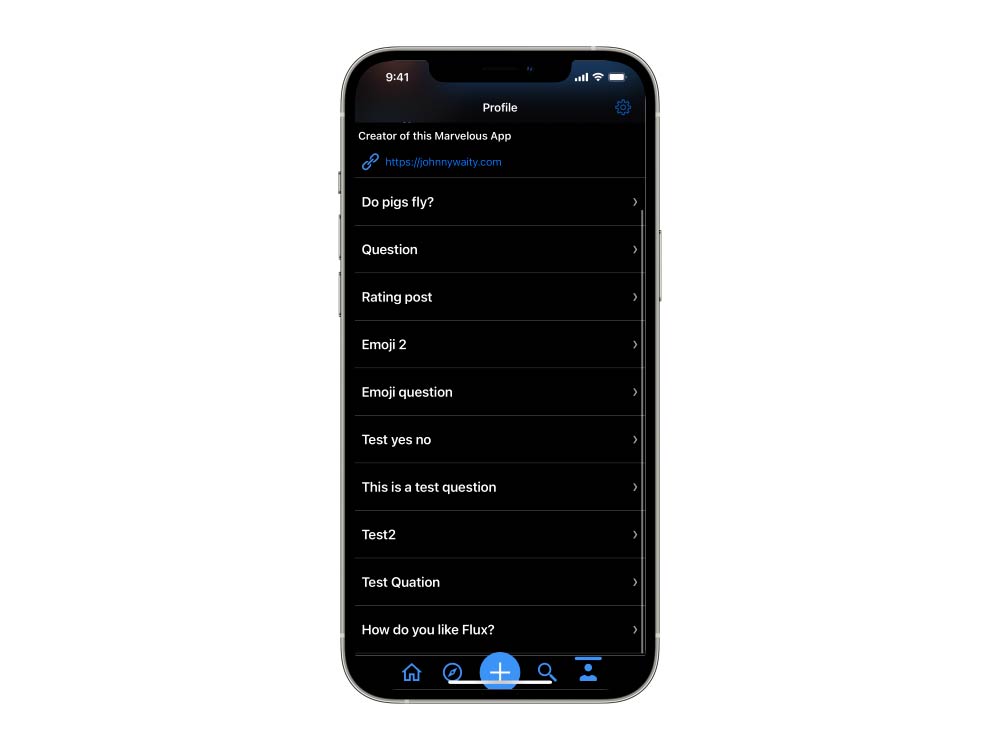 9:41
Profile
Creator of this Marvelous App
https://johnnywaity.com
Do pigs fly?
Question
Rating post
Emoji 2
Emoji question
Test yes no
This is a test question
Test2
Test Quation
How do you like Flux?